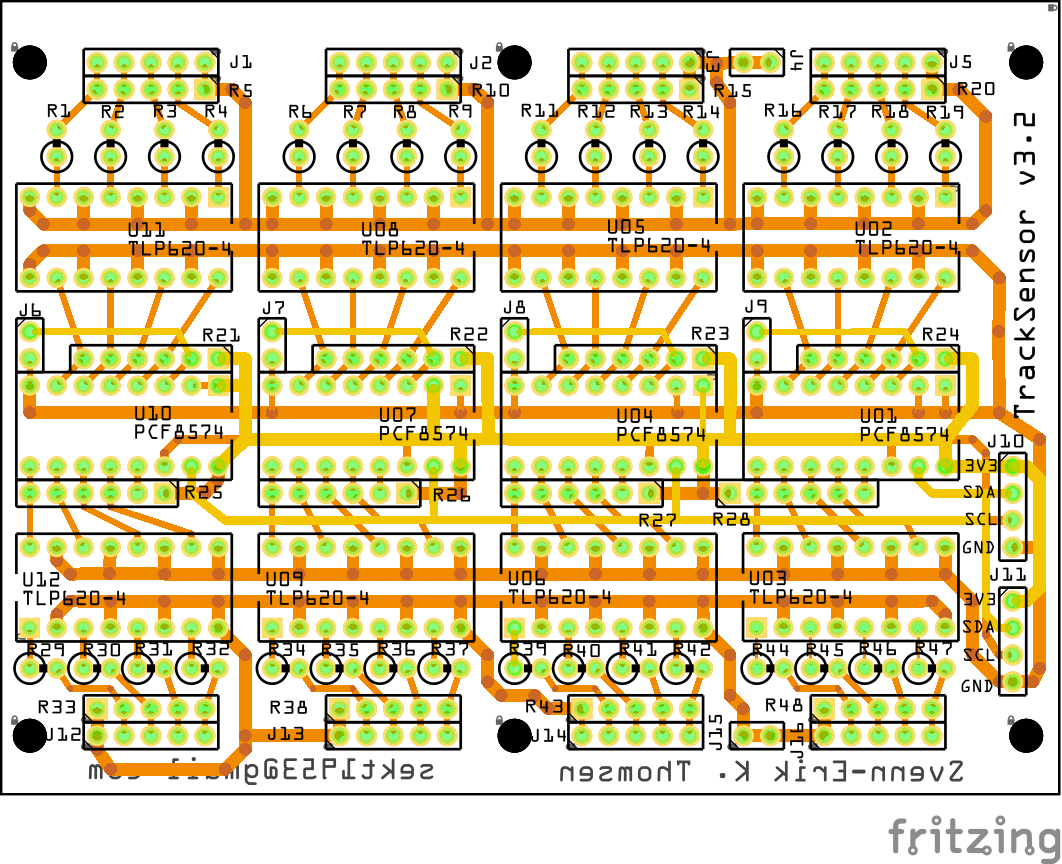 J1 J2 J3 J4 J5
R5 R10 R15 R20
R1 R2 R3 R4 R6 R7 R8 R9 R11 R12 R13 R14 R16 R17 R18 R19
TrackSensor v3.2
U11 U08 U05 U02
TLP620-4 TLP620-4 TLP620-4 TLP620-4
J6 J7 J8 J9
R21 R22 R23 R24
U10 U07 U04 U01
PCF8574 PCF8574 PCF8574 PCF8574
J10
3V3
SDA
SCL
GND
R25 R26 R27 R28
J11
3V3
SDA
SCL
GND
U12 U09 U06 U03
TLP620-4 TLP620-4 TLP620-4 TLP620-4
R29 R30 R31 R32 R34 R35 R36 R37 R39 R40 R41 R42 R44 R45 R46 R47
R33 R38 R43 R48
J12 J13 J14 J15 J16
sekt1953@gmail com
Svenn-Erik K. Thomsen
fritzing